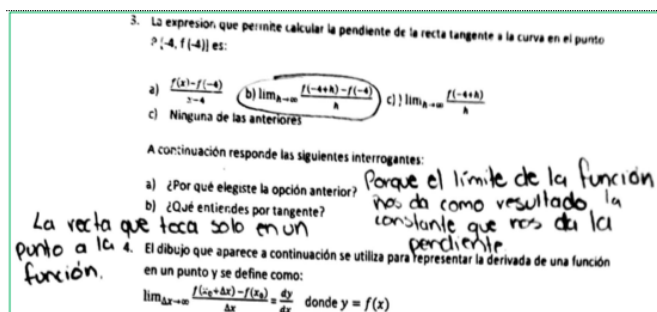 3. La expresión que permite calcular la pendiente de la recta tangente a la curva en el punto
P [-4, f (-4)] es:
a) f(x)-f(-4) / x-4 b) lim h→∞ f(-4+h)-f(-4) / h c) ) lim h→∞ f(-4+h) / h
c) Ninguna de las anteriores
A continuación responde las siguientes interrogantes:
a) ¿Por qué elegiste la opción anterior? Porque el límite de la función
nos da como resultado la
constante que nos da la
pendiente
b) ¿Qué entiendes por tangente?
La recta que toca solo en un
punto a la
función.
4. El dibujo que aparece a continuación se utiliza para representar la derivada de una función
en un punto y se define como:
lim Δx→∞ f(x₀+Δx)-f(x₀) / Δx = dy / dx donde y = f(x)